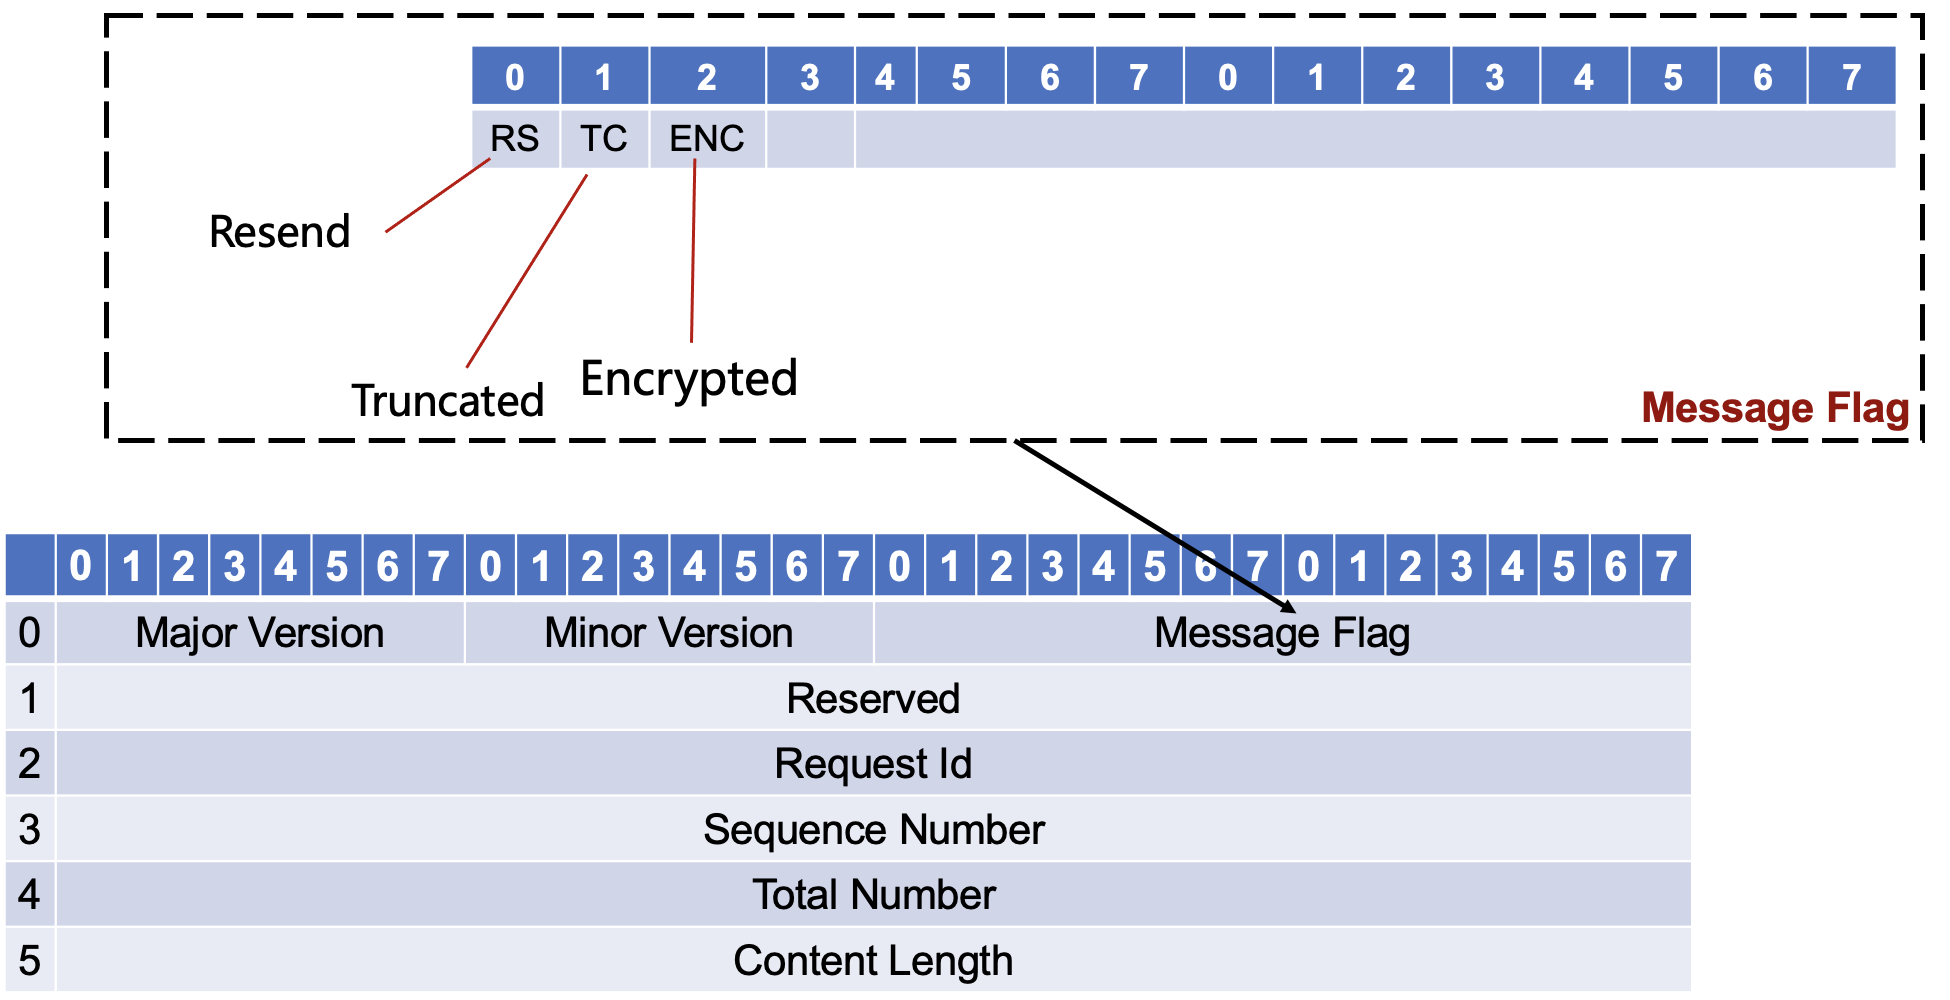 0 1 2 3 4 5 6 7 0 1 2 3 4 5 6 7
RS TC ENC
Resend
Truncated
Encrypted
Message Flag
0 1 2 3 4 5 6 7 0 1 2 3 4 5 6 7 0 1 2 3 4 5 6 7 0 1 2 3 4 5 6 7
0 Major Version Minor Version Message Flag
1 Reserved
2 Request Id
3 Sequence Number
4 Total Number
5 Content Length